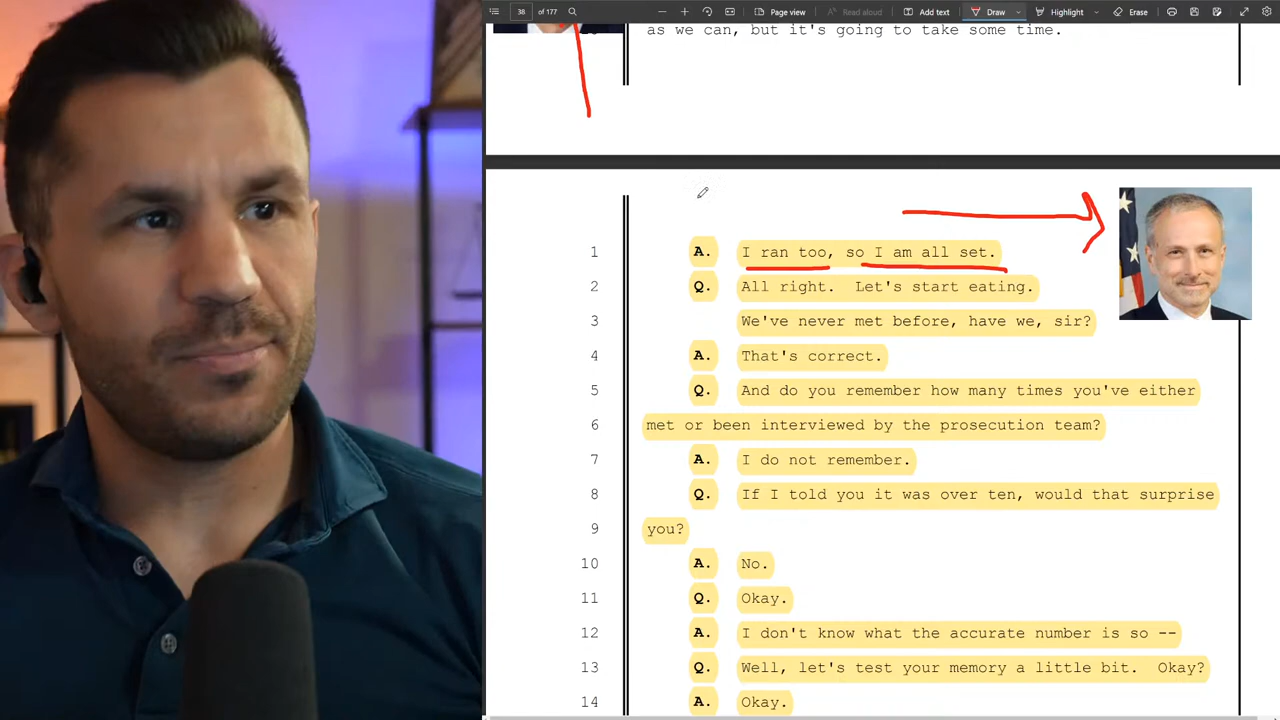 38 of 177 Page view Read aloud Add text Draw Highlight Erase
as we can, but it's going to take some time.
1 A. I ran too, so I am all set.
2 Q. All right. Let's start eating.
3 We've never met before, have we, sir?
4 A. That's correct.
5 Q. And do you remember how many times you've either
6 met or been interviewed by the prosecution team?
7 A. I do not remember.
8 Q. If I told you it was over ten, would that surprise
9 you?
10 A. No.
11 Q. Okay.
12 A. I don't know what the accurate number is so --
13 Q. Well, let's test your memory a little bit. Okay?
14 A. Okay.